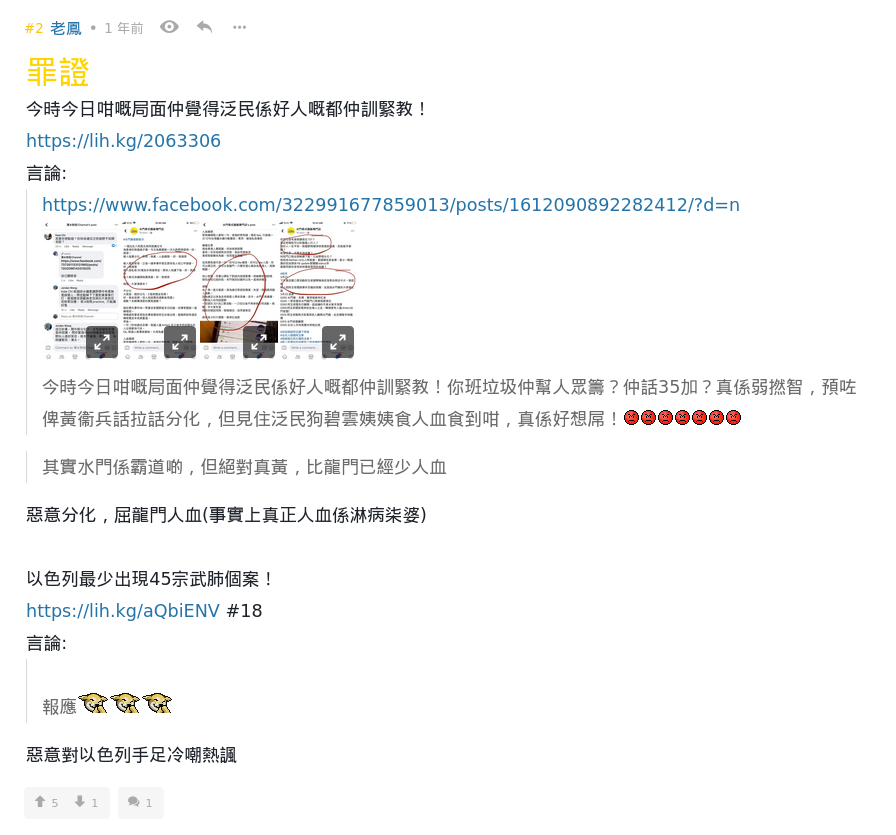 #2 老鳳 • 1 年前
罪證
今時今日咁嘅局面仲覺得泛民係好人嘅都仲訓緊教！
https://lih.kg/2063306
言論:
https://www.facebook.com/322991677859013/posts/1612090892282412/?d=n
今時今日咁嘅局面仲覺得泛民係好人嘅都仲訓緊教！你班垃圾仲幫人眾籌？仲話35加？真係弱撚智，預咗
俾黃衞兵話拉話分化，但見住泛民狗碧雲姨姨食人血食到咁，真係好想屌！
其實水門係霸道啲，但絕對真黃，比龍門已經少人血
惡意分化，屈龍門人血(事實上真正人血係淋病柒婆)
以色列最少出現45宗武肺個案！
https://lih.kg/aQbiENV #18
言論:
報應
惡意對以色列手足冷嘲熱諷
5 1 1